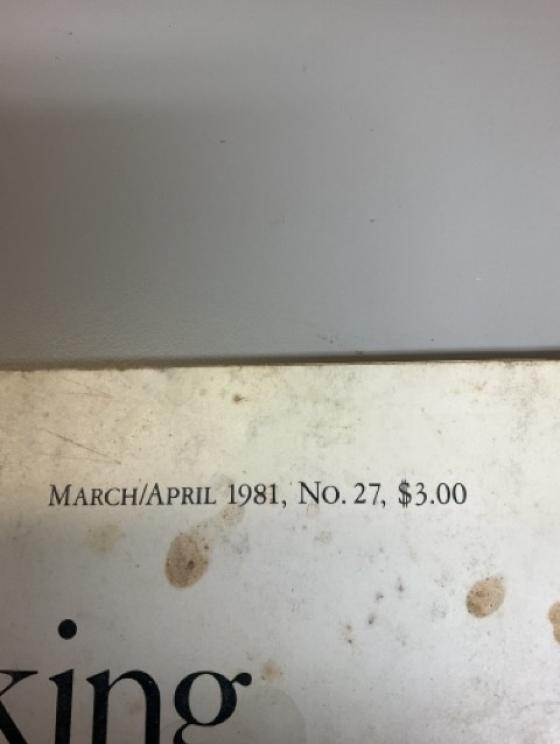 MARCH/APRIL 1981, No. 27, $3.00
king